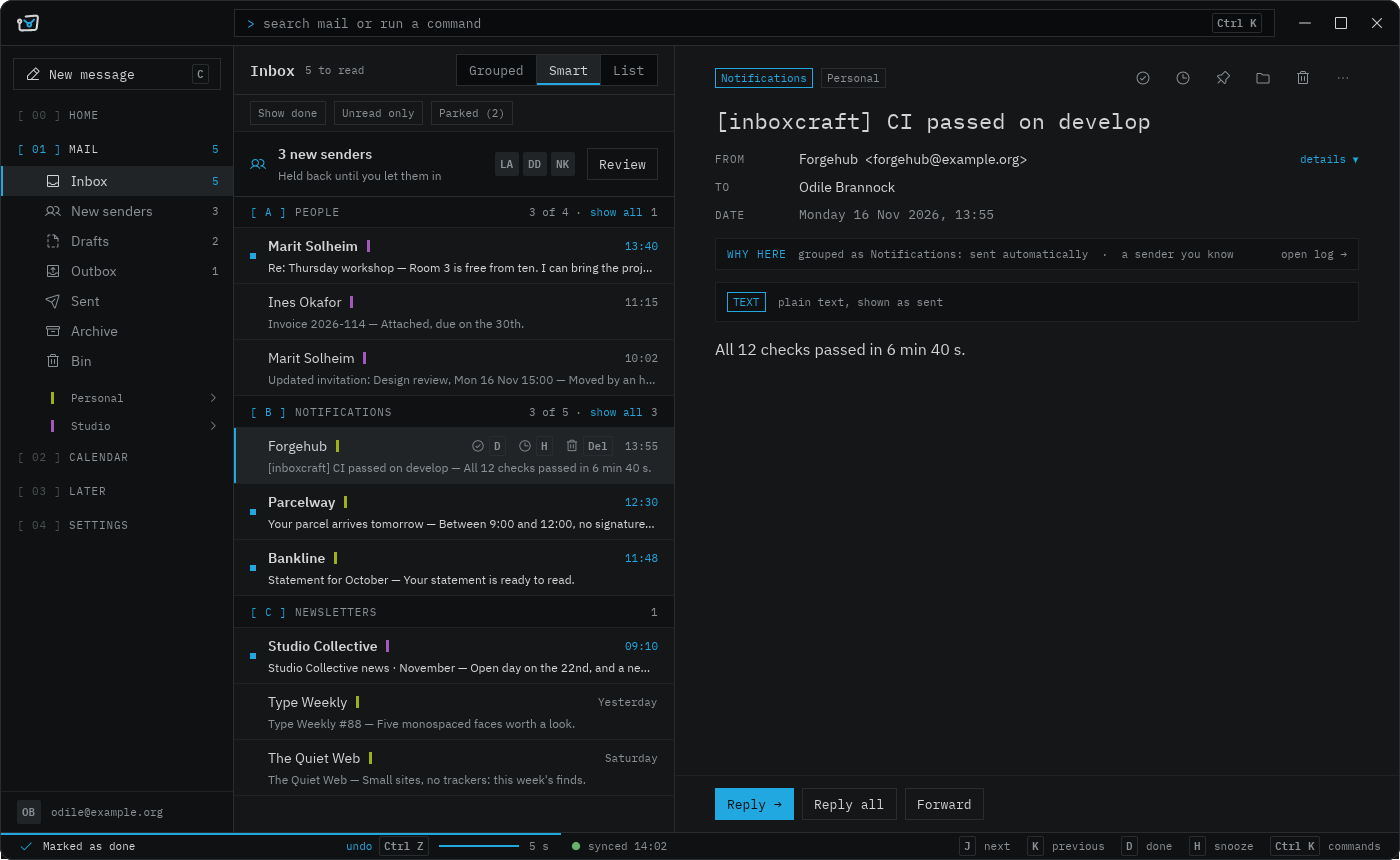 > search mail or run a command Ctrl K
New message C
[ 00 ] HOME
[ 01 ] MAIL 5
Inbox 5
New senders 3
Drafts 2
Outbox 1
Sent
Archive
Bin
Personal
Studio
[ 02 ] CALENDAR
[ 03 ] LATER
[ 04 ] SETTINGS
OB odile@example.org
Inbox 5 to read Grouped Smart List
Show done Unread only Parked (2)
3 new senders
Held back until you let them in
LA DD NK Review
[ A ] PEOPLE 3 of 4 · show all 1
Marit Solheim 13:40
Re: Thursday workshop — Room 3 is free from ten. I can bring the proj…
Ines Okafor 11:15
Invoice 2026-114 — Attached, due on the 30th.
Marit Solheim 10:02
Updated invitation: Design review, Mon 16 Nov 15:00 — Moved by an h…
[ B ] NOTIFICATIONS 3 of 5 · show all 3
Forgehub D H Del 13:55
[inboxcraft] CI passed on develop — All 12 checks passed in 6 min 40 s.
Parcelway 12:30
Your parcel arrives tomorrow — Between 9:00 and 12:00, no signature…
Bankline 11:48
Statement for October — Your statement is ready to read.
[ C ] NEWSLETTERS 1
Studio Collective 09:10
Studio Collective news · November — Open day on the 22nd, and a ne…
Type Weekly Yesterday
Type Weekly #88 — Five monospaced faces worth a look.
The Quiet Web Saturday
The Quiet Web — Small sites, no trackers: this week's finds.
Notifications Personal
[inboxcraft] CI passed on develop
FROM Forgehub <forgehub@example.org> details ▾
TO Odile Brannock
DATE Monday 16 Nov 2026, 13:55
WHY HERE grouped as Notifications: sent automatically · a sender you know open log →
TEXT plain text, shown as sent
All 12 checks passed in 6 min 40 s.
Reply → Reply all Forward
Marked as done undo Ctrl Z 5 s synced 14:02 J next K previous D done H snooze Ctrl K commands